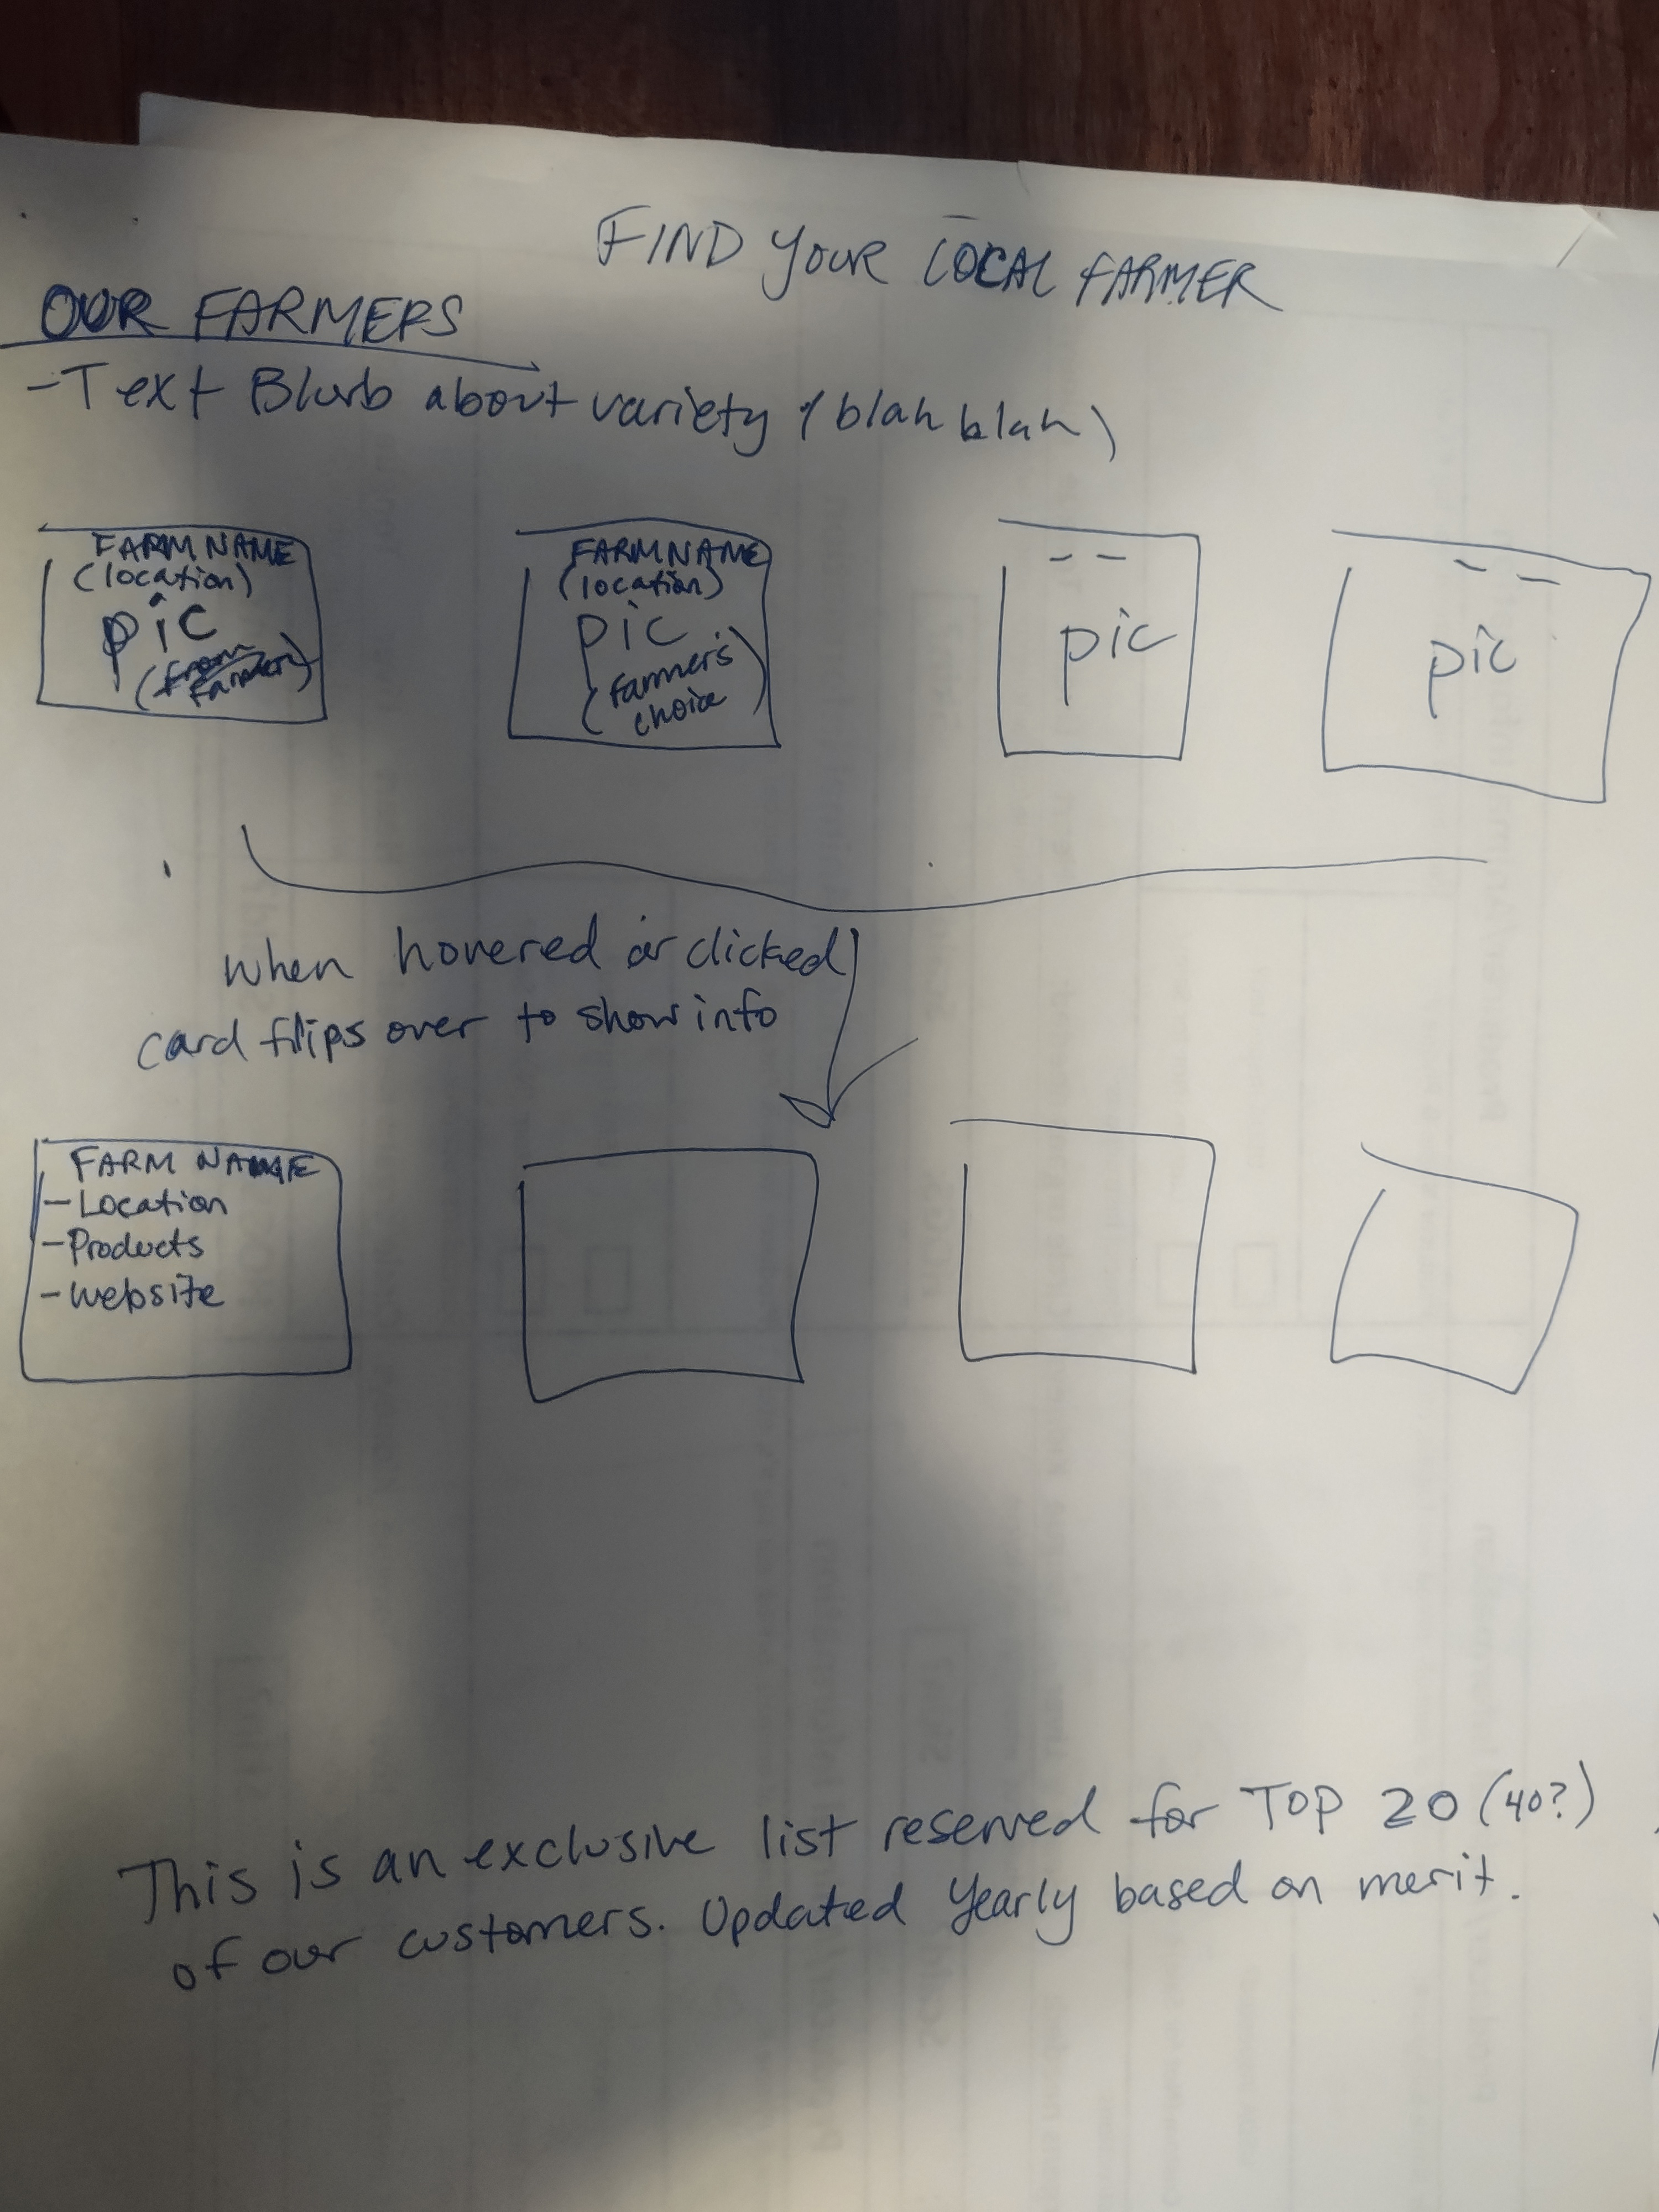 FIND YOUR LOCAL FARMER
OUR FARMERS
- Text Blurb about variety (blah blah)
FARM NAME
(location)
pic
(from
farmer)
FARM NAME
(location)
pic
(farmer's
choice)
pic
pic
when hovered or clicked
card flips over to show info
FARM NAME
- Location
- Products
- website
This is an exclusive list reserved for TOP 20 (40?)
of our customers. Updated Yearly based on merit.